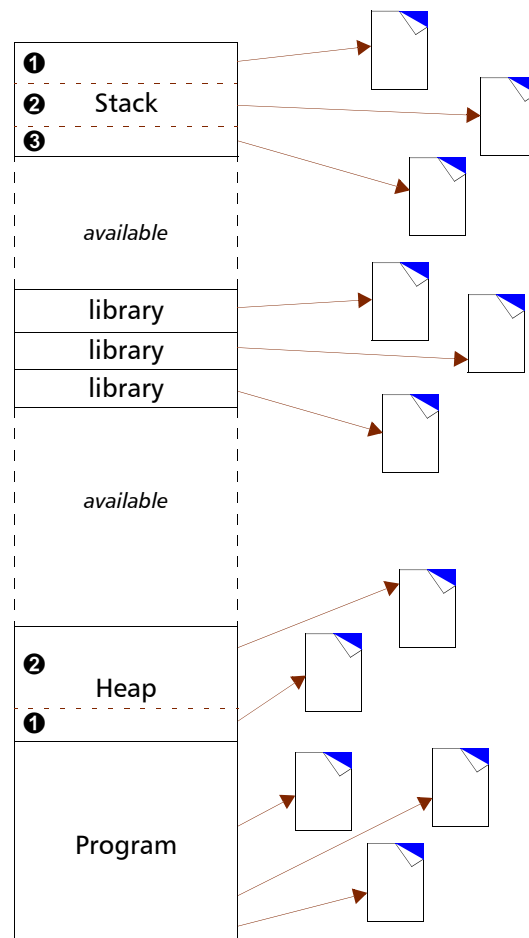 ❶
❷ Stack
❸
available
library
library
library
available
❷
Heap
❶
Program